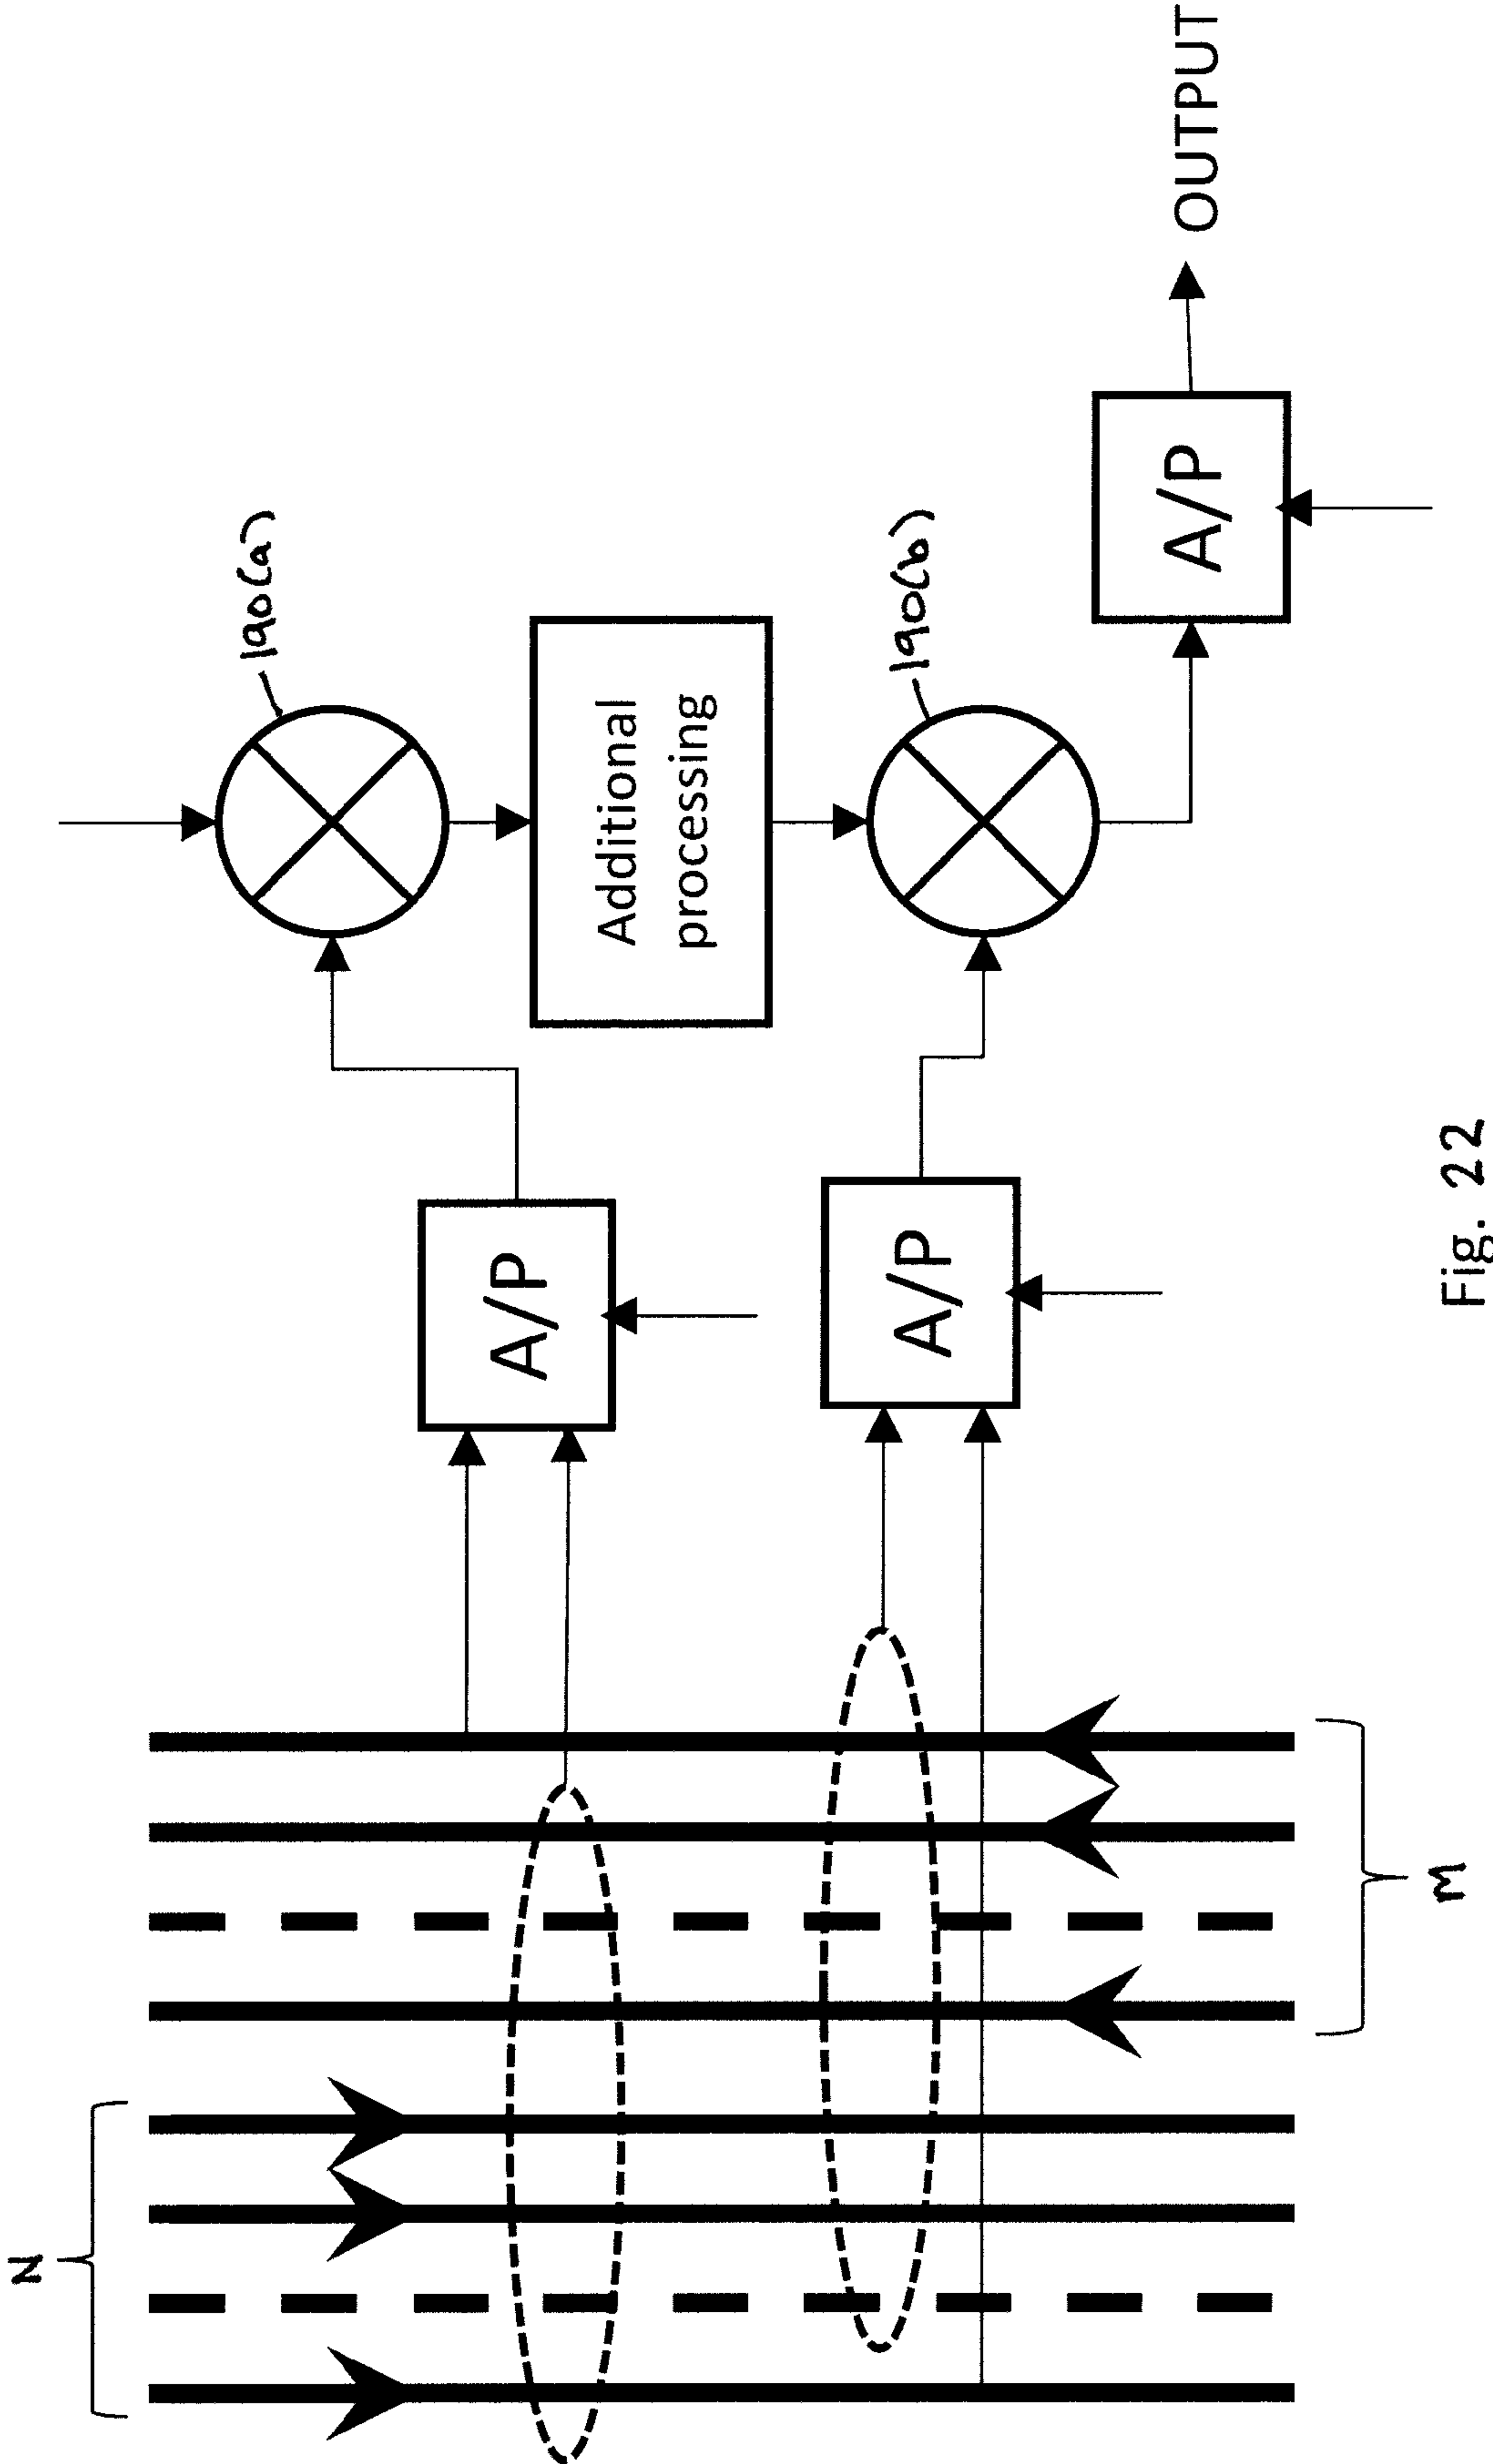 N
190(a)
A/P
Additional
processing
A/P
190(b)
A/P
OUTPUT
M
Fig. 22